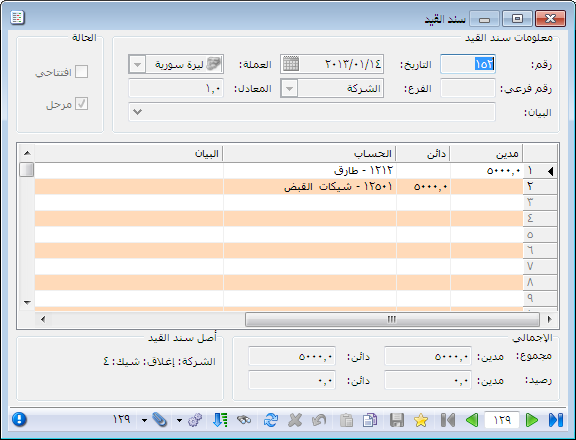 سند القيد
معلومات سند القيد
رقم: ١٥٣ التاريخ: ٢٠١٣/٠١/١٤ العملة: ليرة سورية
رقم فرعي: الفرع: الشركة المعادل: ١,٠
البيان:
الحالة
افتتاحي
مرحل
مدين دائن الحساب البيان
١ ٥٠٠٠,٠ ١٢١٢ - طارق
٢ ٥٠٠٠,٠ ١٢٥٠١ - شيكات القبض
٣
٤
٥
٦
٧
٨
٩
الإجمالي
مجموع: مدين: ٥٠٠٠,٠ دائن: ٥٠٠٠,٠
رصيد: مدين: ٠,٠ دائن: ٠,٠
أصل سند القيد
الشركة: إغلاق: شيك: ٤
١٢٩
١٢٩